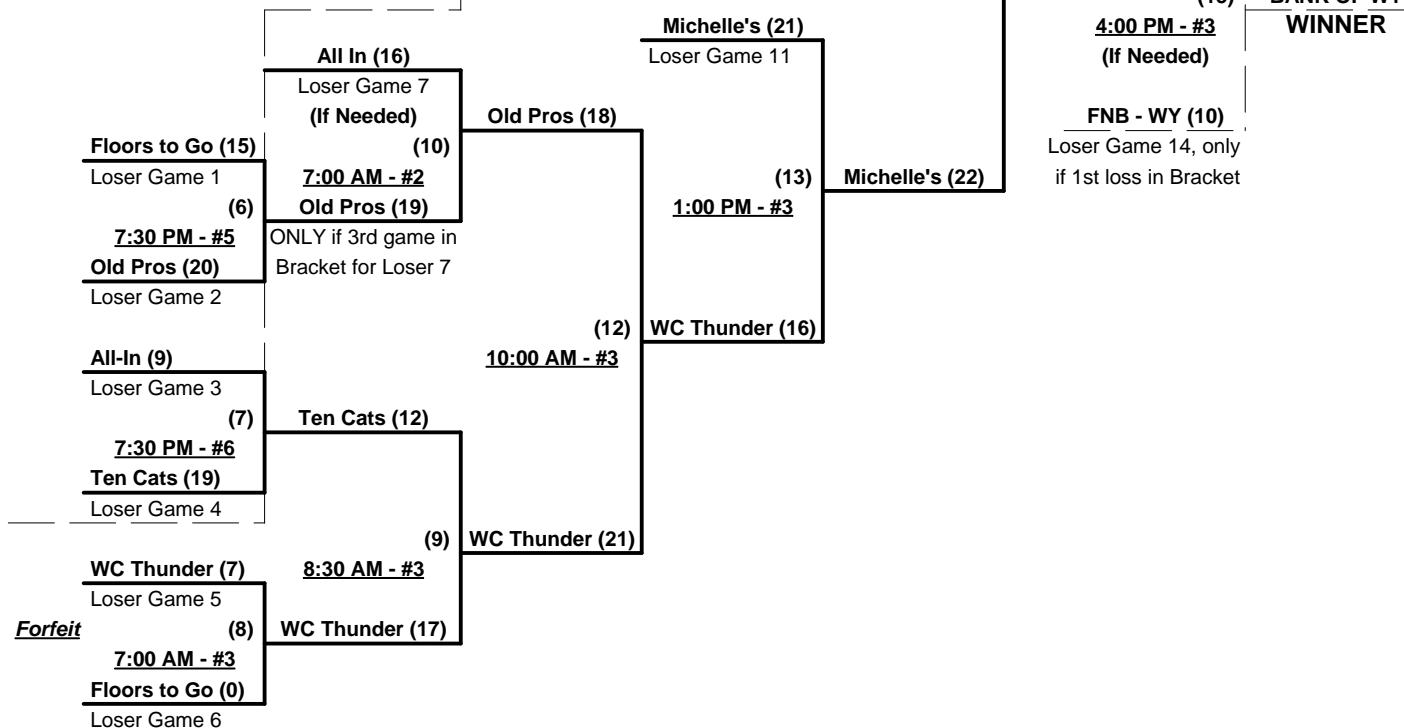 Michelle's (21)
4:00 PM - #3
WINNER
All In (16)
Loser Game 11
(If Needed)
Loser Game 7
(If Needed)
Old Pros (18)
FNB - WY (10)
Floors to Go (15)
(10)
Loser Game 14, only
Loser Game 1
7:00 AM - #2
(13)
Michelle's (22)
if 1st loss in Bracket
(6)
Old Pros (19)
1:00 PM - #3
7:30 PM - #5
ONLY if 3rd game in
Old Pros (20)
Bracket for Loser 7
Loser Game 2
(12)
WC Thunder (16)
All-In (9)
10:00 AM - #3
Loser Game 3
(7)
Ten Cats (12)
7:30 PM - #6
Ten Cats (19)
Loser Game 4
(9)
WC Thunder (21)
WC Thunder (7)
8:30 AM - #3
Loser Game 5
Forfeit
(8)
WC Thunder (17)
7:00 AM - #3
Floors to Go (0)
Loser Game 6